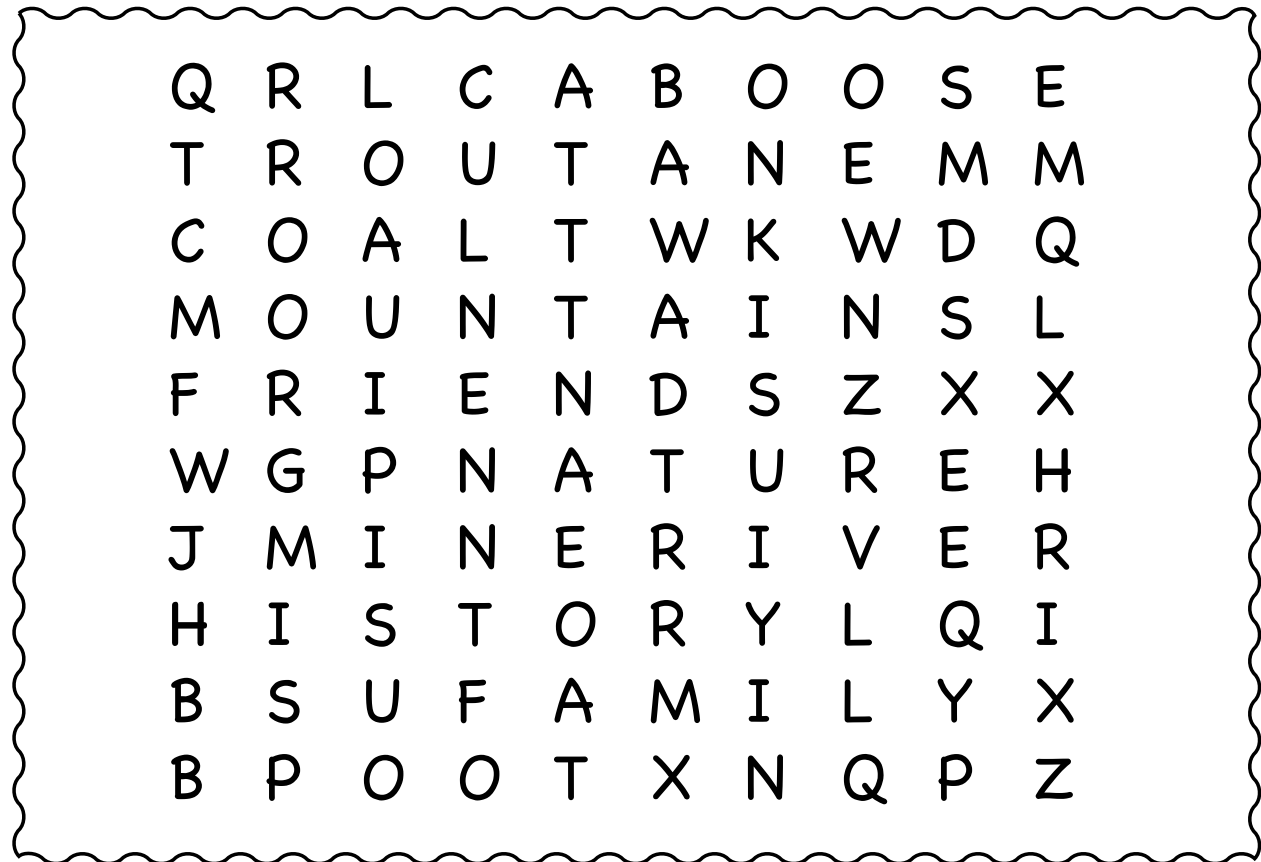 Q R L C A B O O S E
T R O U T A N E M M
C O A L T W K W D Q
M O U N T A I N S L
F R I E N D S Z X X
W G P N A T U R E H
J M I N E R I V E R
H I S T O R Y L Q I
B S U F A M I L Y X
B P O O T X N Q P Z